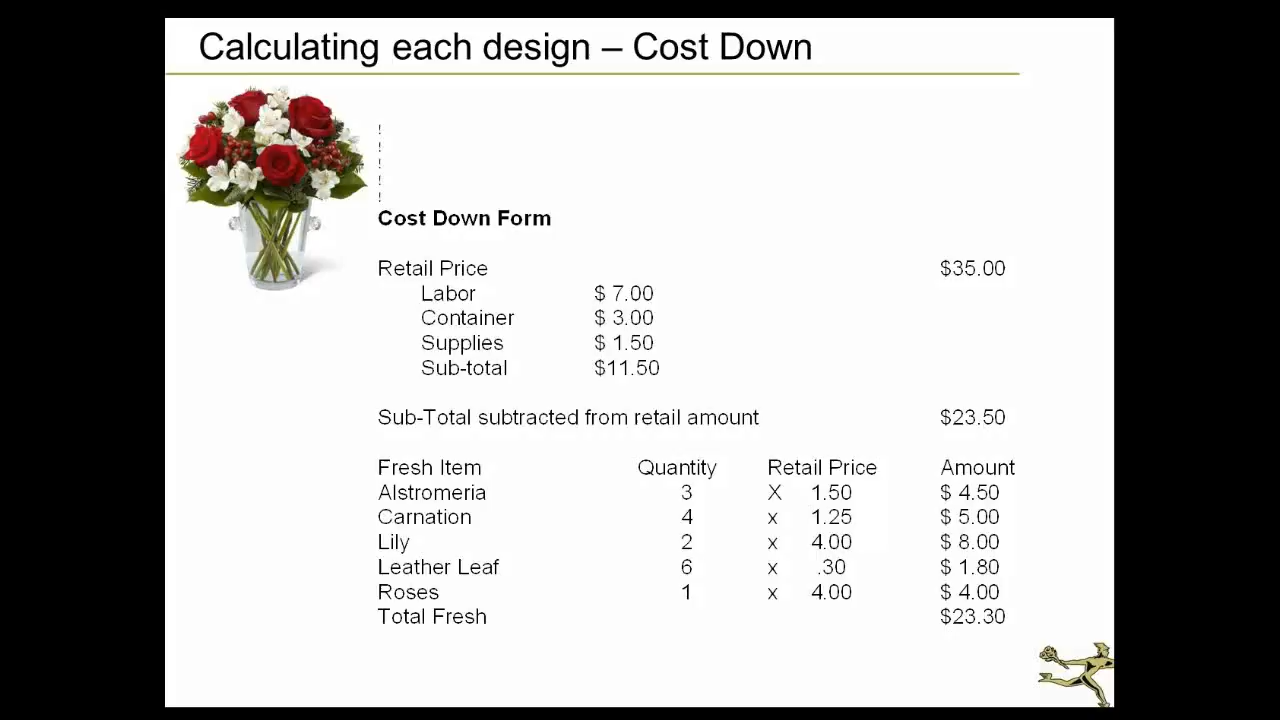 Calculating each design – Cost Down
!
!
!
!
!
Cost Down Form
Retail Price $35.00
Labor $ 7.00
Container $ 3.00
Supplies $ 1.50
Sub-total $11.50
Sub-Total subtracted from retail amount $23.50
Fresh Item Quantity Retail Price Amount
Alstromeria 3 X 1.50 $ 4.50
Carnation 4 x 1.25 $ 5.00
Lily 2 x 4.00 $ 8.00
Leather Leaf 6 x .30 $ 1.80
Roses 1 x 4.00 $ 4.00
Total Fresh $23.30